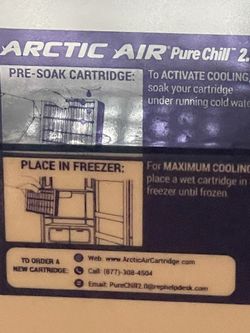 ARCTIC AIR Pure Chill™ 2.
PRE-SOAK CARTRIDGE:
To ACTIVATE COOLING,
soak your cartridge
under running cold wat
PLACE IN FREEZER:
For MAXIMUM COOLING
place a wet cartridge in
freezer until frozen.
TO ORDER A
NEW CARTRIDGE:
Web: www.ArcticAirCartridge.com
Call: (877)-308-4504
Email: PureChill2.0@rephelpdesk.com